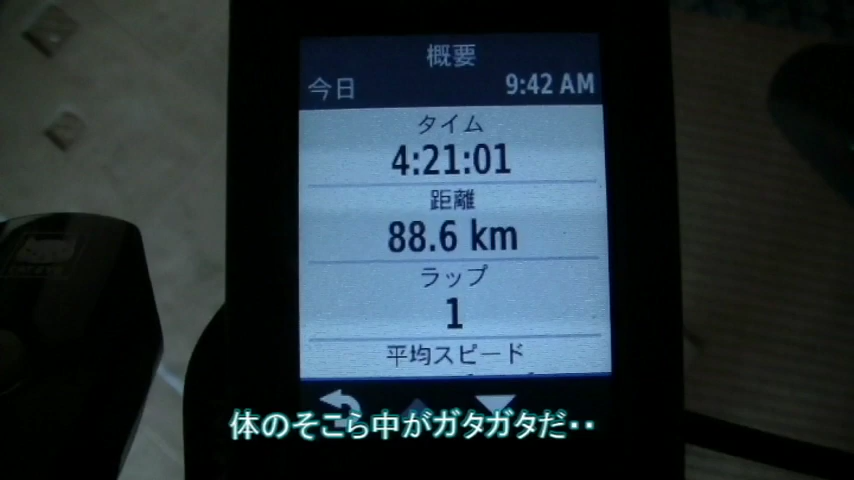 概要
今日 9:42 AM
タイム
4:21:01
距離
88.6 km
ラップ
1
平均スピード
体のそこら中がガタガタだ・・